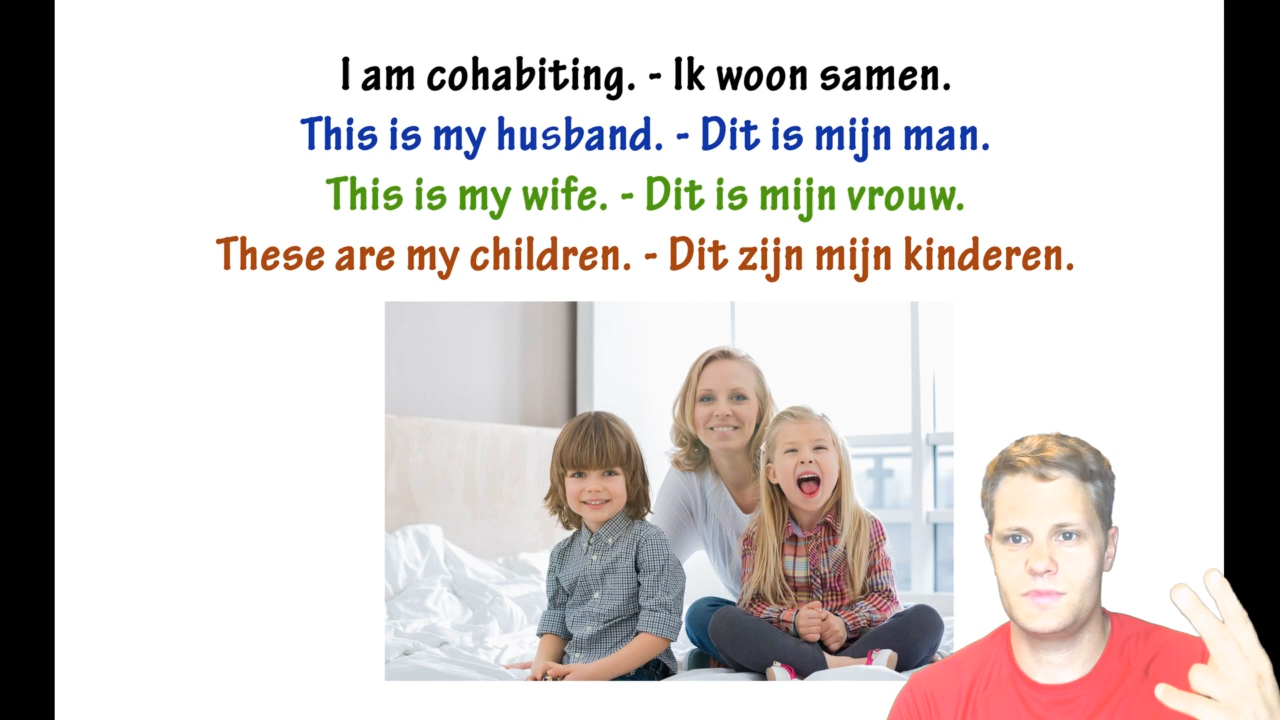 I am cohabiting. - Ik woon samen.
This is my husband. - Dit is mijn man.
This is my wife. - Dit is mijn vrouw.
These are my children. - Dit zijn mijn kinderen.